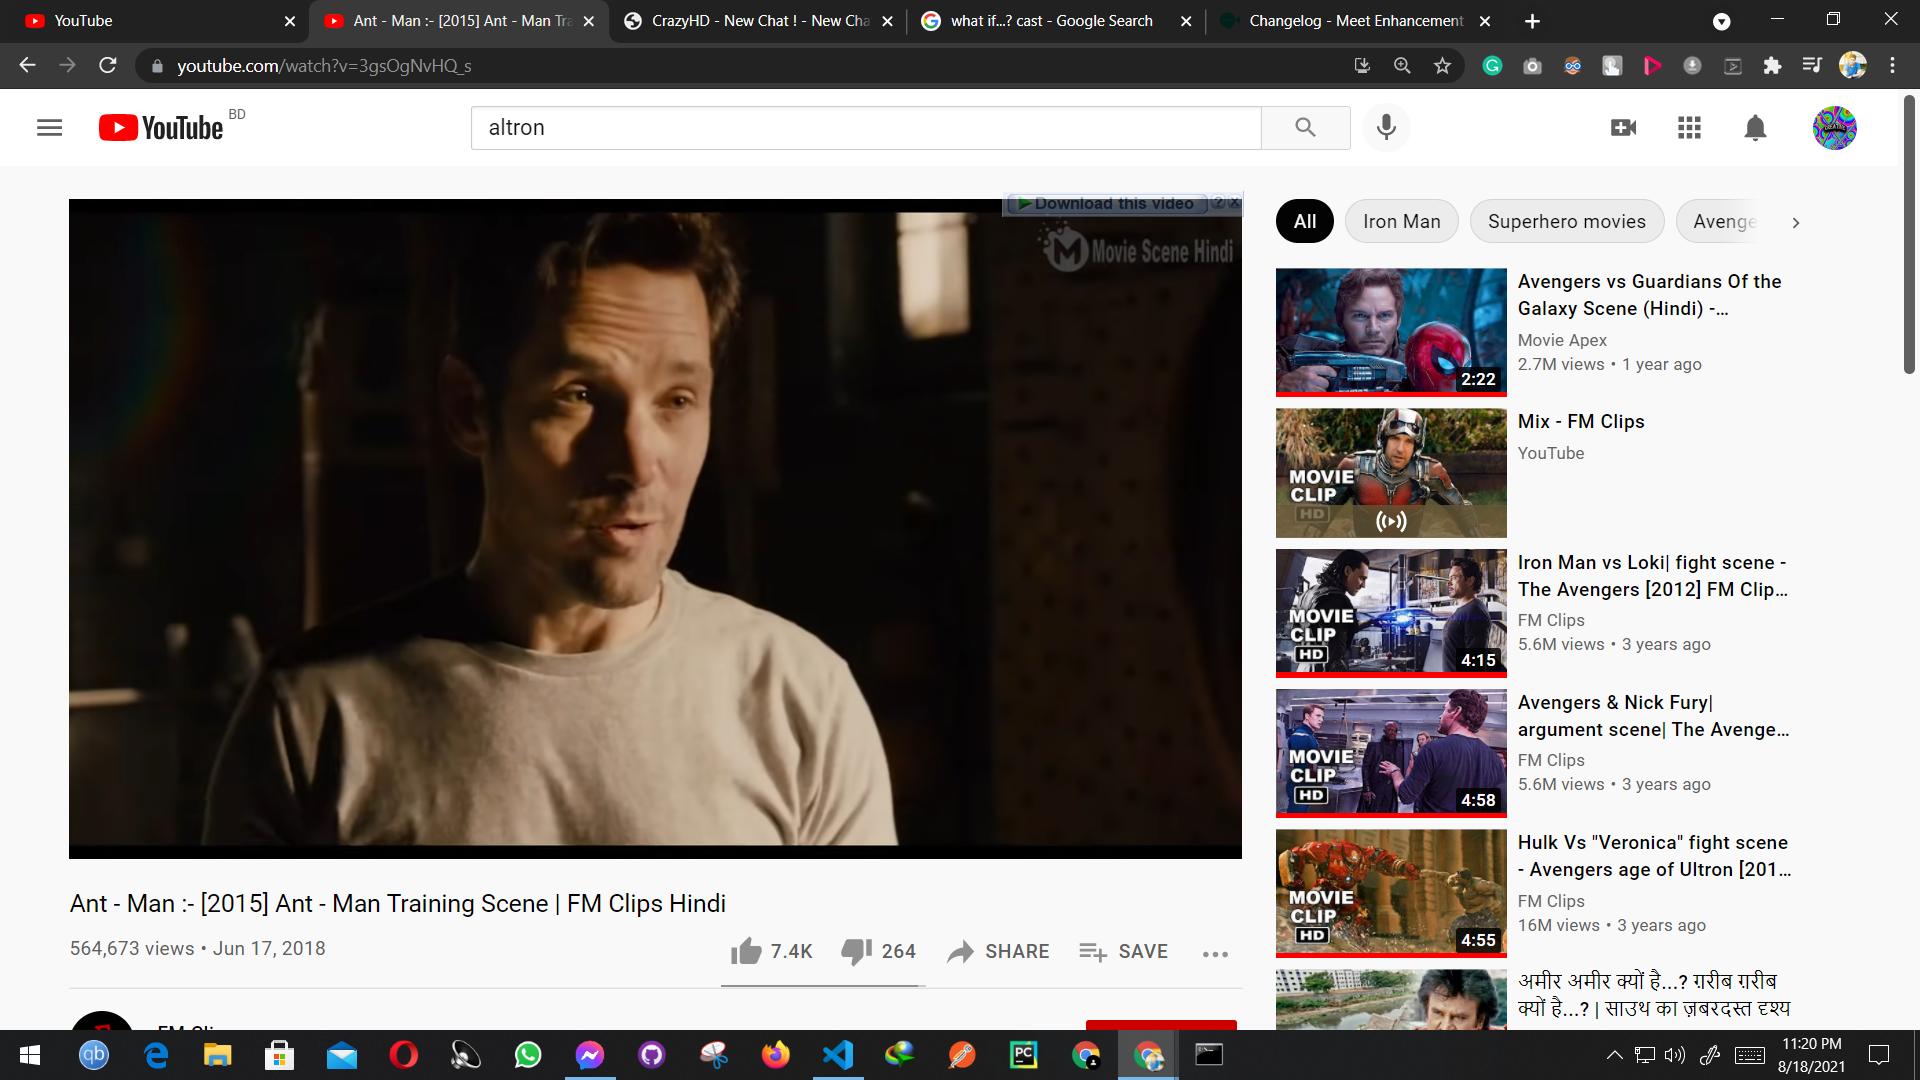 YouTube
Ant - Man :- [2015] Ant - Man Tra
CrazyHD - New Chat ! - New Cha
what if...? cast - Google Search
Changelog - Meet Enhancement
youtube.com/watch?v=3gsOgNvHQ_s
YouTube BD
altron
Download this video
Movie Scene Hindi
All
Iron Man
Superhero movies
Avenge
Avengers vs Guardians Of the
Galaxy Scene (Hindi) -...
Movie Apex
2.7M views • 1 year ago
2:22
Mix - FM Clips
YouTube
MOVIE
CLIP
HD
Iron Man vs Loki| fight scene -
The Avengers [2012] FM Clip...
FM Clips
5.6M views • 3 years ago
MOVIE
CLIP
HD
4:15
Avengers & Nick Fury|
argument scene| The Avenge...
FM Clips
5.6M views • 3 years ago
MOVIE
CLIP
HD
4:58
Hulk Vs "Veronica" fight scene
- Avengers age of Ultron [201...
FM Clips
16M views • 3 years ago
MOVIE
CLIP
HD
4:55
अमीर अमीर क्यों है...? ग़रीब ग़रीब
क्यों है...? | साउथ का ज़बरदस्त दृश्य
Ant - Man :- [2015] Ant - Man Training Scene | FM Clips Hindi
564,673 views • Jun 17, 2018
7.4K
264
SHARE
SAVE
qb
PC
11:20 PM
8/18/2021